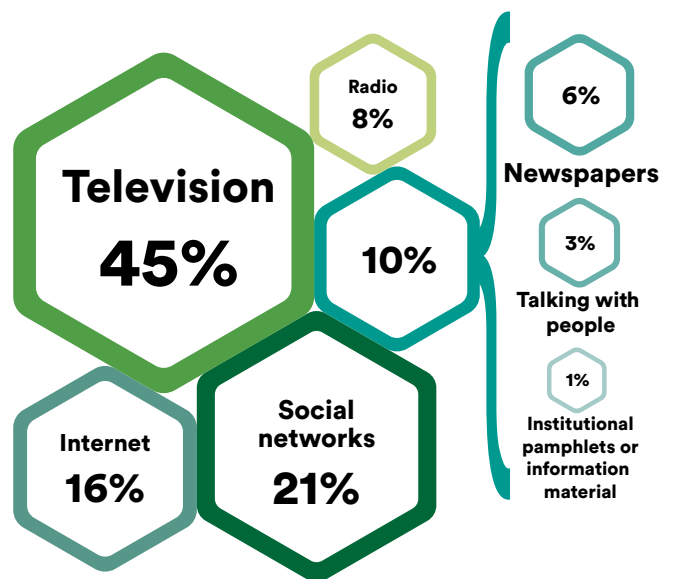 Television
45%
Radio
8%
10%
Internet
16%
Social
networks
21%
6%
Newspapers
3%
Talking with
people
1%
Institutional
pamphlets or
information
material